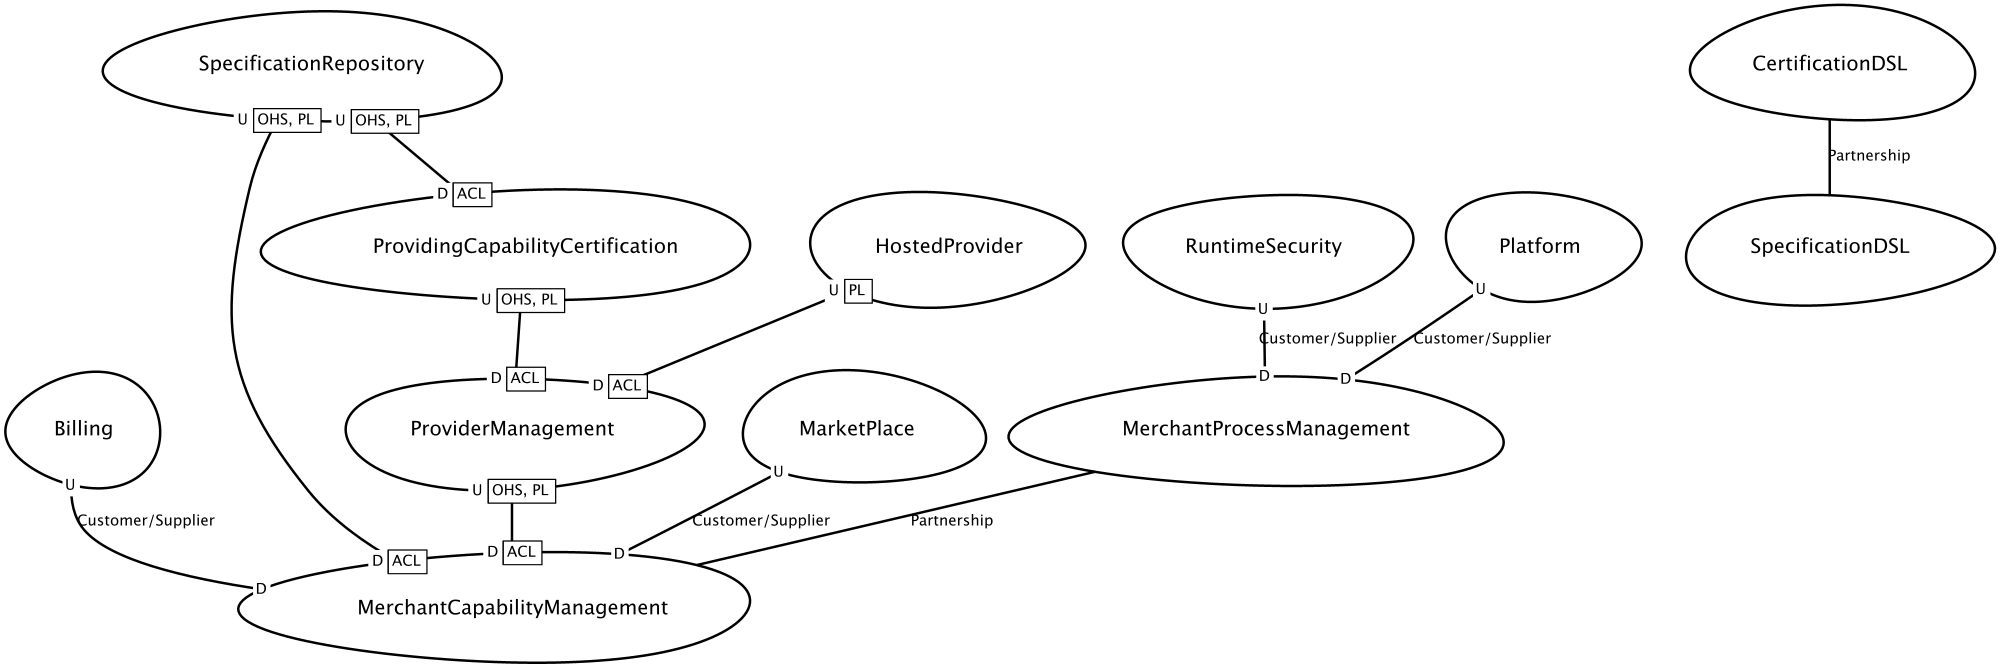 SpecificationRepository
CertificationDSL
U OHS, PL U OHS, PL
Partnership
D ACL
ProvidingCapabilityCertification
HostedProvider
RuntimeSecurity
Platform
SpecificationDSL
U OHS, PL
U PL
U
U
Customer/Supplier
Customer/Supplier
D ACL
D ACL
D
D
Billing
ProviderManagement
MarketPlace
MerchantProcessManagement
U
U OHS, PL
U
Customer/Supplier
Customer/Supplier
Partnership
D ACL
D ACL
D
D
MerchantCapabilityManagement